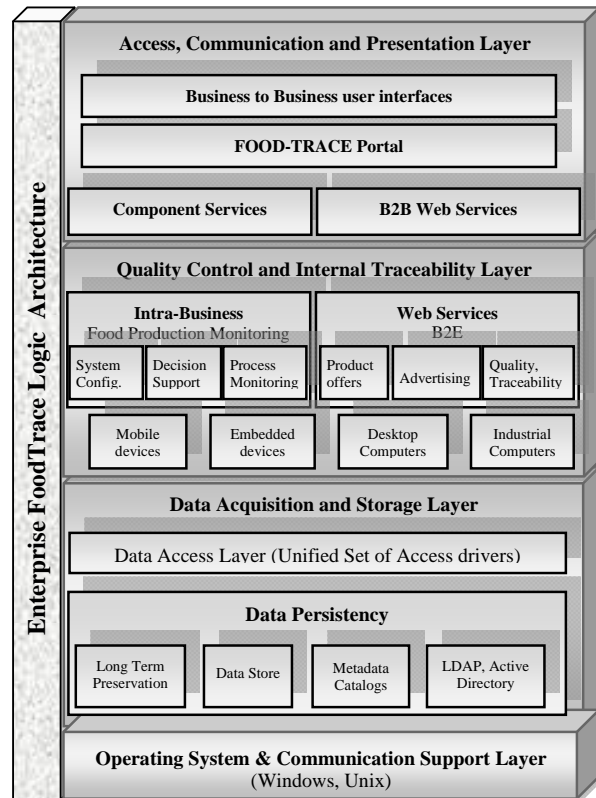 Enterprise FoodTrace Logic Architecture
Access, Communication and Presentation Layer
Business to Business user interfaces
FOOD-TRACE Portal
Component Services
B2B Web Services
Quality Control and Internal Traceability Layer
Intra-Business
Food Production Monitoring
Web Services
B2E
System
Config.
Decision
Support
Process
Monitoring
Product
offers
Advertising
Quality,
Traceability
Mobile
devices
Embedded
devices
Desktop
Computers
Industrial
Computers
Data Acquisition and Storage Layer
Data Access Layer (Unified Set of Access drivers)
Data Persistency
Long Term
Preservation
Data Store
Metadata
Catalogs
LDAP, Active
Directory
Operating System & Communication Support Layer
(Windows, Unix)